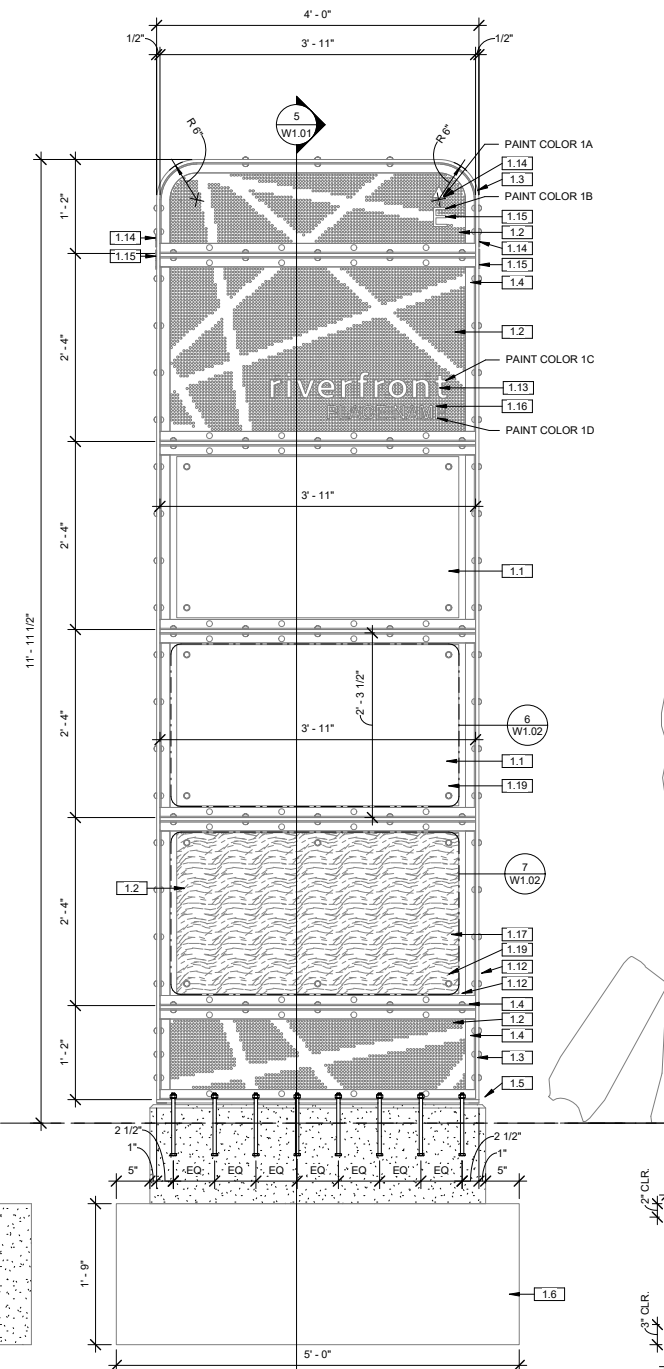 4' - 0"
1/2" 3' - 11" 1/2"
5
W1.01
R 6" R 6"
PAINT COLOR 1A
1.14
1.3
PAINT COLOR 1B
1.15
1.2
1.14
1.15
1.4
1.14
1.15
1' - 2"
1.2
PAINT COLOR 1C
riverfront
1.13
1.16
PAINT COLOR 1D
2' - 4"
3' - 11"
2' - 4"
1.1
11' - 11 1/2"
2' - 3 1/2"
6
W1.02
3' - 11"
2' - 4"
1.1
1.19
7
W1.02
1.2
2' - 4"
1.17
1.19
1.12
1.12
1.4
1.2
1.4
1.3
1' - 2"
1.5
2 1/2" 2 1/2"
1" 1"
5" EQ EQ EQ EQ EQ EQ EQ 5"
2" CLR.
1' - 9"
1.6
3" CLR.
5' - 0"